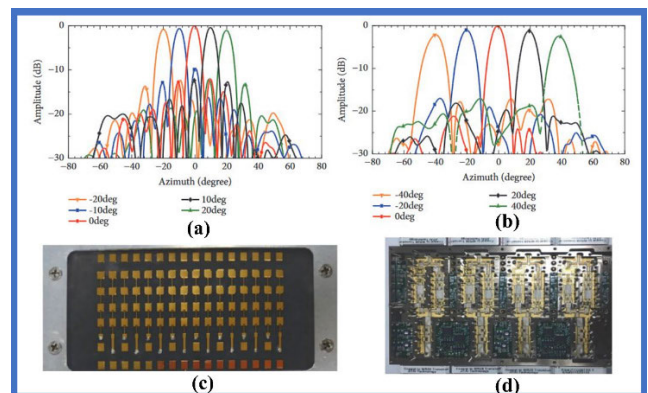 0
-10
-20
-30
Amplitude (dB)
-80 -60 -40 -20 0 20 40 60 80
Azimuth (degree)
-20deg 10deg
-10deg 20deg
0deg
(a)
0
-10
-20
-30
Amplitude (dB)
-80 -60 -40 -20 0 20 40 60 80
Azimuth (degree)
-40deg 20deg
-20deg 40deg
0deg
(b)
(c)
(d)